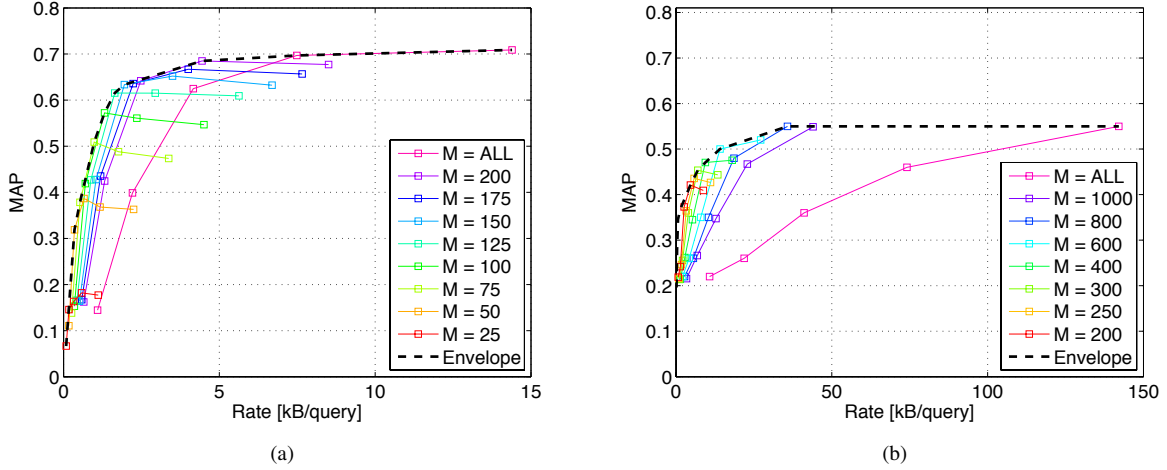 0.8
0.7
0.6
0.5
0.4
0.3
0.2
0.1
0
MAP
0 5 10 15
Rate [kB/query]
M = ALL
M = 200
M = 175
M = 150
M = 125
M = 100
M = 75
M = 50
M = 25
Envelope
(a)
0.8
0.7
0.6
0.5
0.4
0.3
0.2
0.1
0
MAP
0 50 100 150
Rate [kB/query]
M = ALL
M = 1000
M = 800
M = 600
M = 400
M = 300
M = 250
M = 200
Envelope
(b)